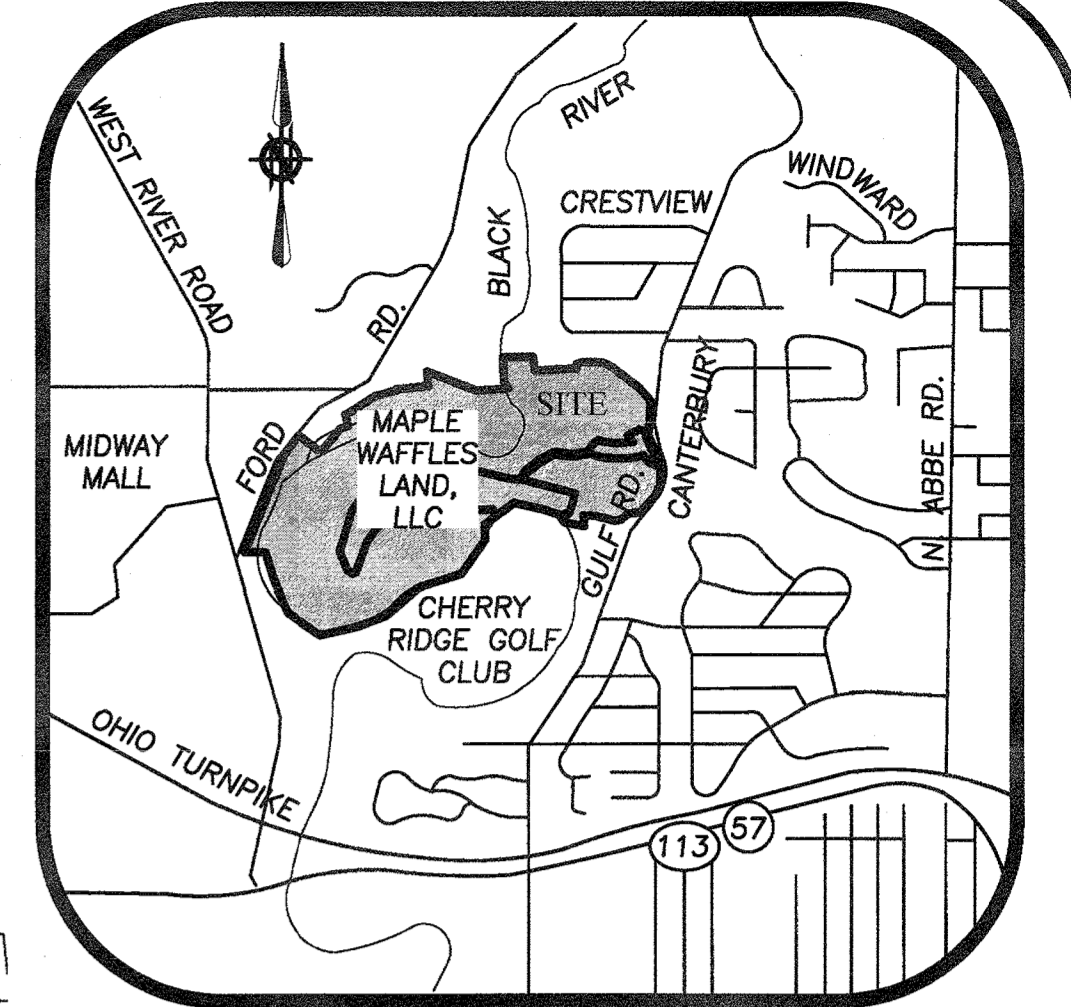 WEST RIVER ROAD
N
RIVER
BLACK
CRESTVIEW
WINDWARD
RD.
FORD
MIDWAY
MALL
MAPLE
WAFFLES
LAND,
LLC
SITE
CANTERBURY
GULF RD.
N ABBE RD.
CHERRY
RIDGE GOLF
CLUB
OHIO TURNPIKE
113
57